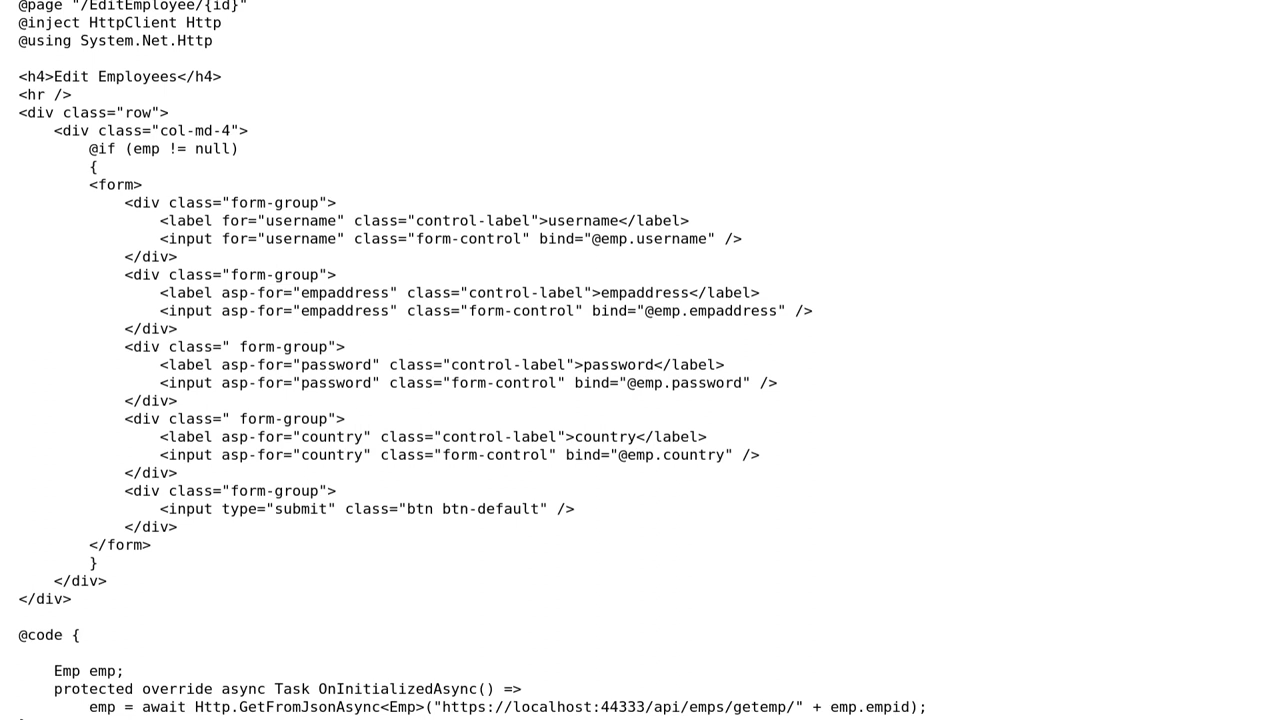 @page "/EditEmployee/{id}"
@inject HttpClient Http
@using System.Net.Http
<h4>Edit Employees</h4>
<hr />
<div class="row">
    <div class="col-md-4">
        @if (emp != null)
        {
        <form>
            <div class="form-group">
                <label for="username" class="control-label">username</label>
                <input for="username" class="form-control" bind="@emp.username" />
            </div>
            <div class="form-group">
                <label asp-for="empaddress" class="control-label">empaddress</label>
                <input asp-for="empaddress" class="form-control" bind="@emp.empaddress" />
            </div>
            <div class=" form-group">
                <label asp-for="password" class="control-label">password</label>
                <input asp-for="password" class="form-control" bind="@emp.password" />
            </div>
            <div class=" form-group">
                <label asp-for="country" class="control-label">country</label>
                <input asp-for="country" class="form-control" bind="@emp.country" />
            </div>
            <div class="form-group">
                <input type="submit" class="btn btn-default" />
            </div>
        </form>
        }
    </div>
</div>
@code {
    Emp emp;
    protected override async Task OnInitializedAsync() =>
        emp = await Http.GetFromJsonAsync<Emp>("https://localhost:44333/api/emps/getemp/" + emp.empid);